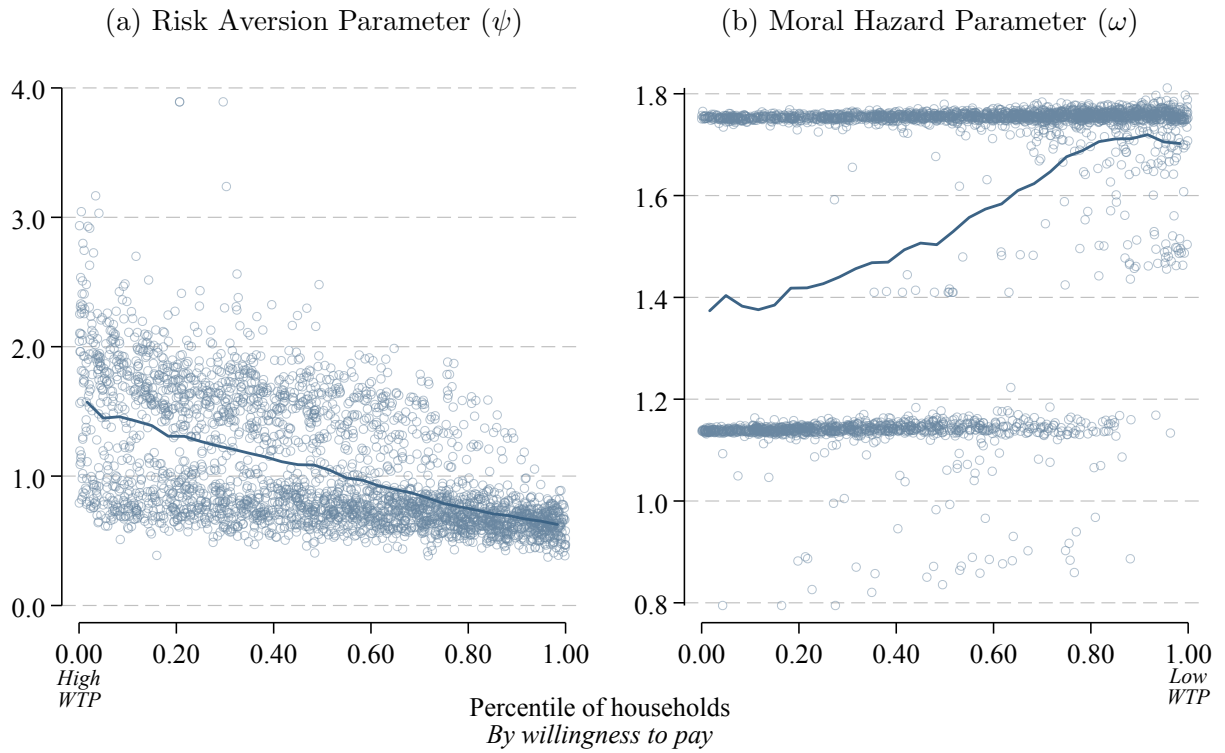 (a) Risk Aversion Parameter (ψ)
(b) Moral Hazard Parameter (ω)
4.0
3.0
2.0
1.0
0.0
0.00 0.20 0.40 0.60 0.80 1.00
High
WTP
1.8
1.6
1.4
1.2
1.0
0.8
0.00 0.20 0.40 0.60 0.80 1.00
Low
WTP
Percentile of households
By willingness to pay